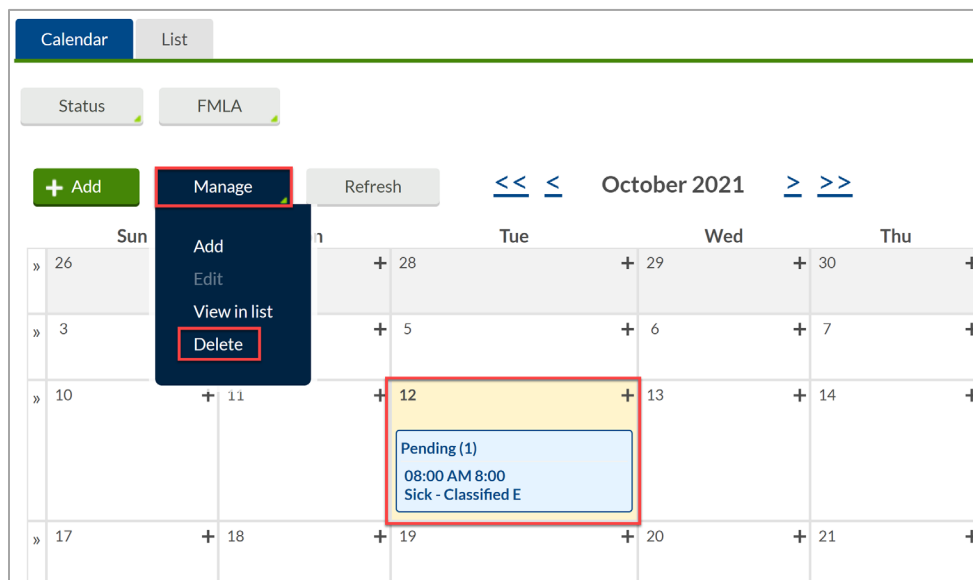 Calendar List
Status FMLA
+ Add Manage Refresh << < October 2021 > >>
Sun n Tue Wed Thu
Add
Edit
View in list
Delete
» 26 + 28 + 29 + 30 +
» 3 + 5 + 6 + 7 +
» 10 + 11 + 12 + 13 + 14 +
Pending (1)
08:00 AM 8:00
Sick - Classified E
» 17 + 18 + 19 + 20 + 21 +